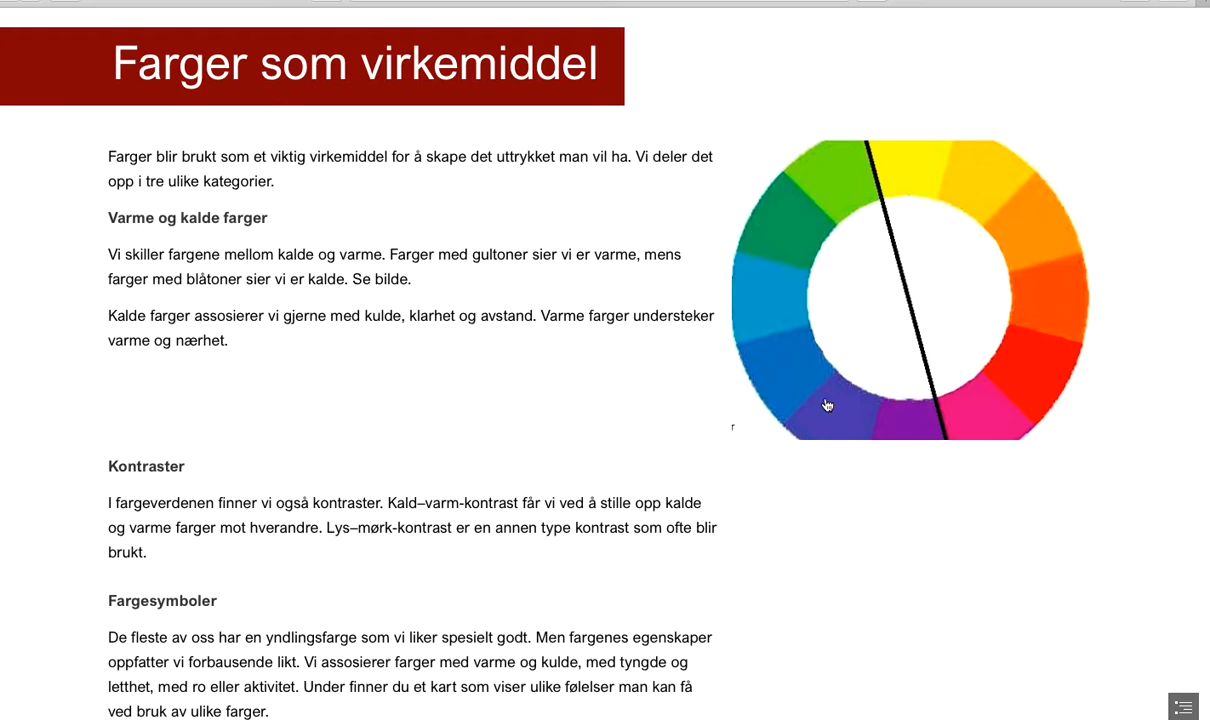 Farger som virkemiddel
Farger blir brukt som et viktig virkemiddel for å skape det uttrykket man vil ha. Vi deler det
opp i tre ulike kategorier.
Varme og kalde farger
Vi skiller fargene mellom kalde og varme. Farger med gultoner sier vi er varme, mens
farger med blåtoner sier vi er kalde. Se bilde.
Kalde farger assosierer vi gjerne med kulde, klarhet og avstand. Varme farger understeker
varme og nærhet.
r
Kontraster
I fargeverdenen finner vi også kontraster. Kald–varm-kontrast får vi ved å stille opp kalde
og varme farger mot hverandre. Lys–mørk-kontrast er en annen type kontrast som ofte blir
brukt.
Fargesymboler
De fleste av oss har en yndlingsfarge som vi liker spesielt godt. Men fargenes egenskaper
oppfatter vi forbausende likt. Vi assosierer farger med varme og kulde, med tyngde og
letthet, med ro eller aktivitet. Under finner du et kart som viser ulike følelser man kan få
ved bruk av ulike farger.